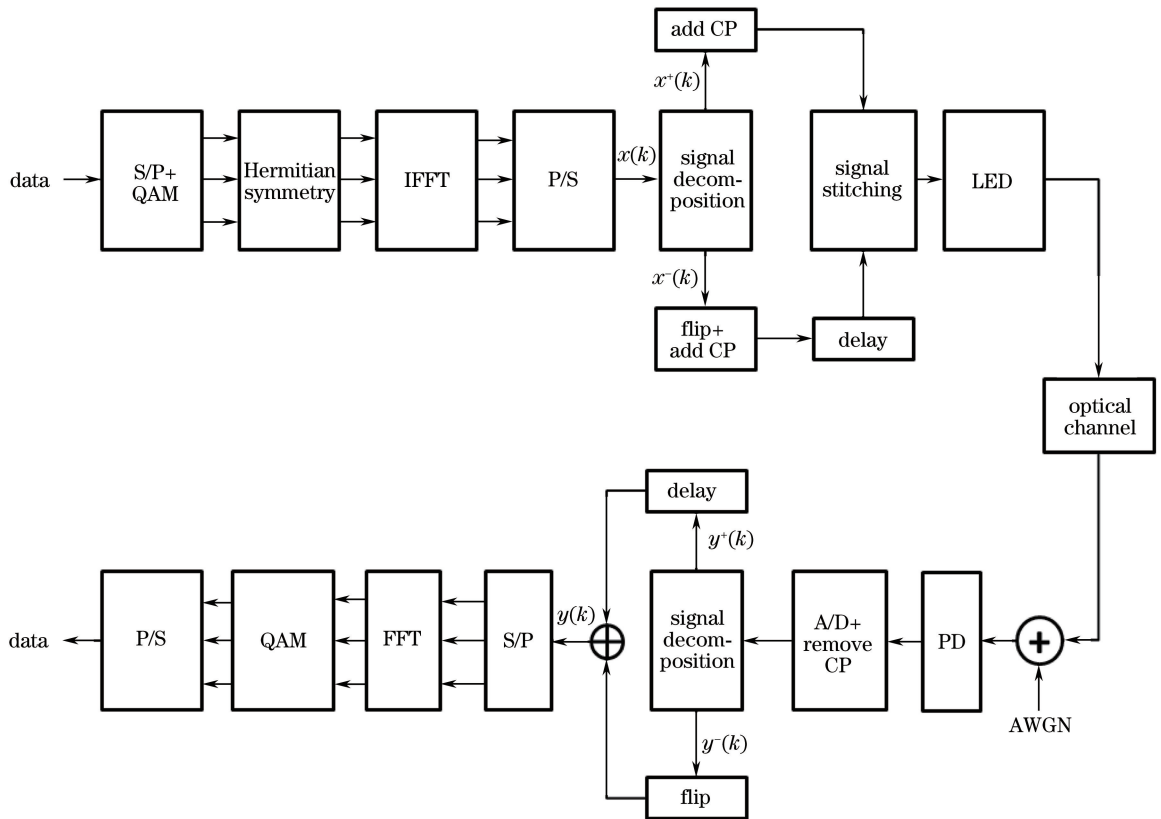 add CP
x⁺(k)
data
S/P+
QAM
Hermitian
symmetry
IFFT
P/S
x(k)
signal
decom-
position
signal
stitching
LED
x⁻(k)
flip+
add CP
delay
optical
channel
delay
y⁺(k)
data
P/S
QAM
FFT
S/P
y(k)
signal
decom-
position
A/D+
remove
CP
PD
AWGN
y⁻(k)
flip